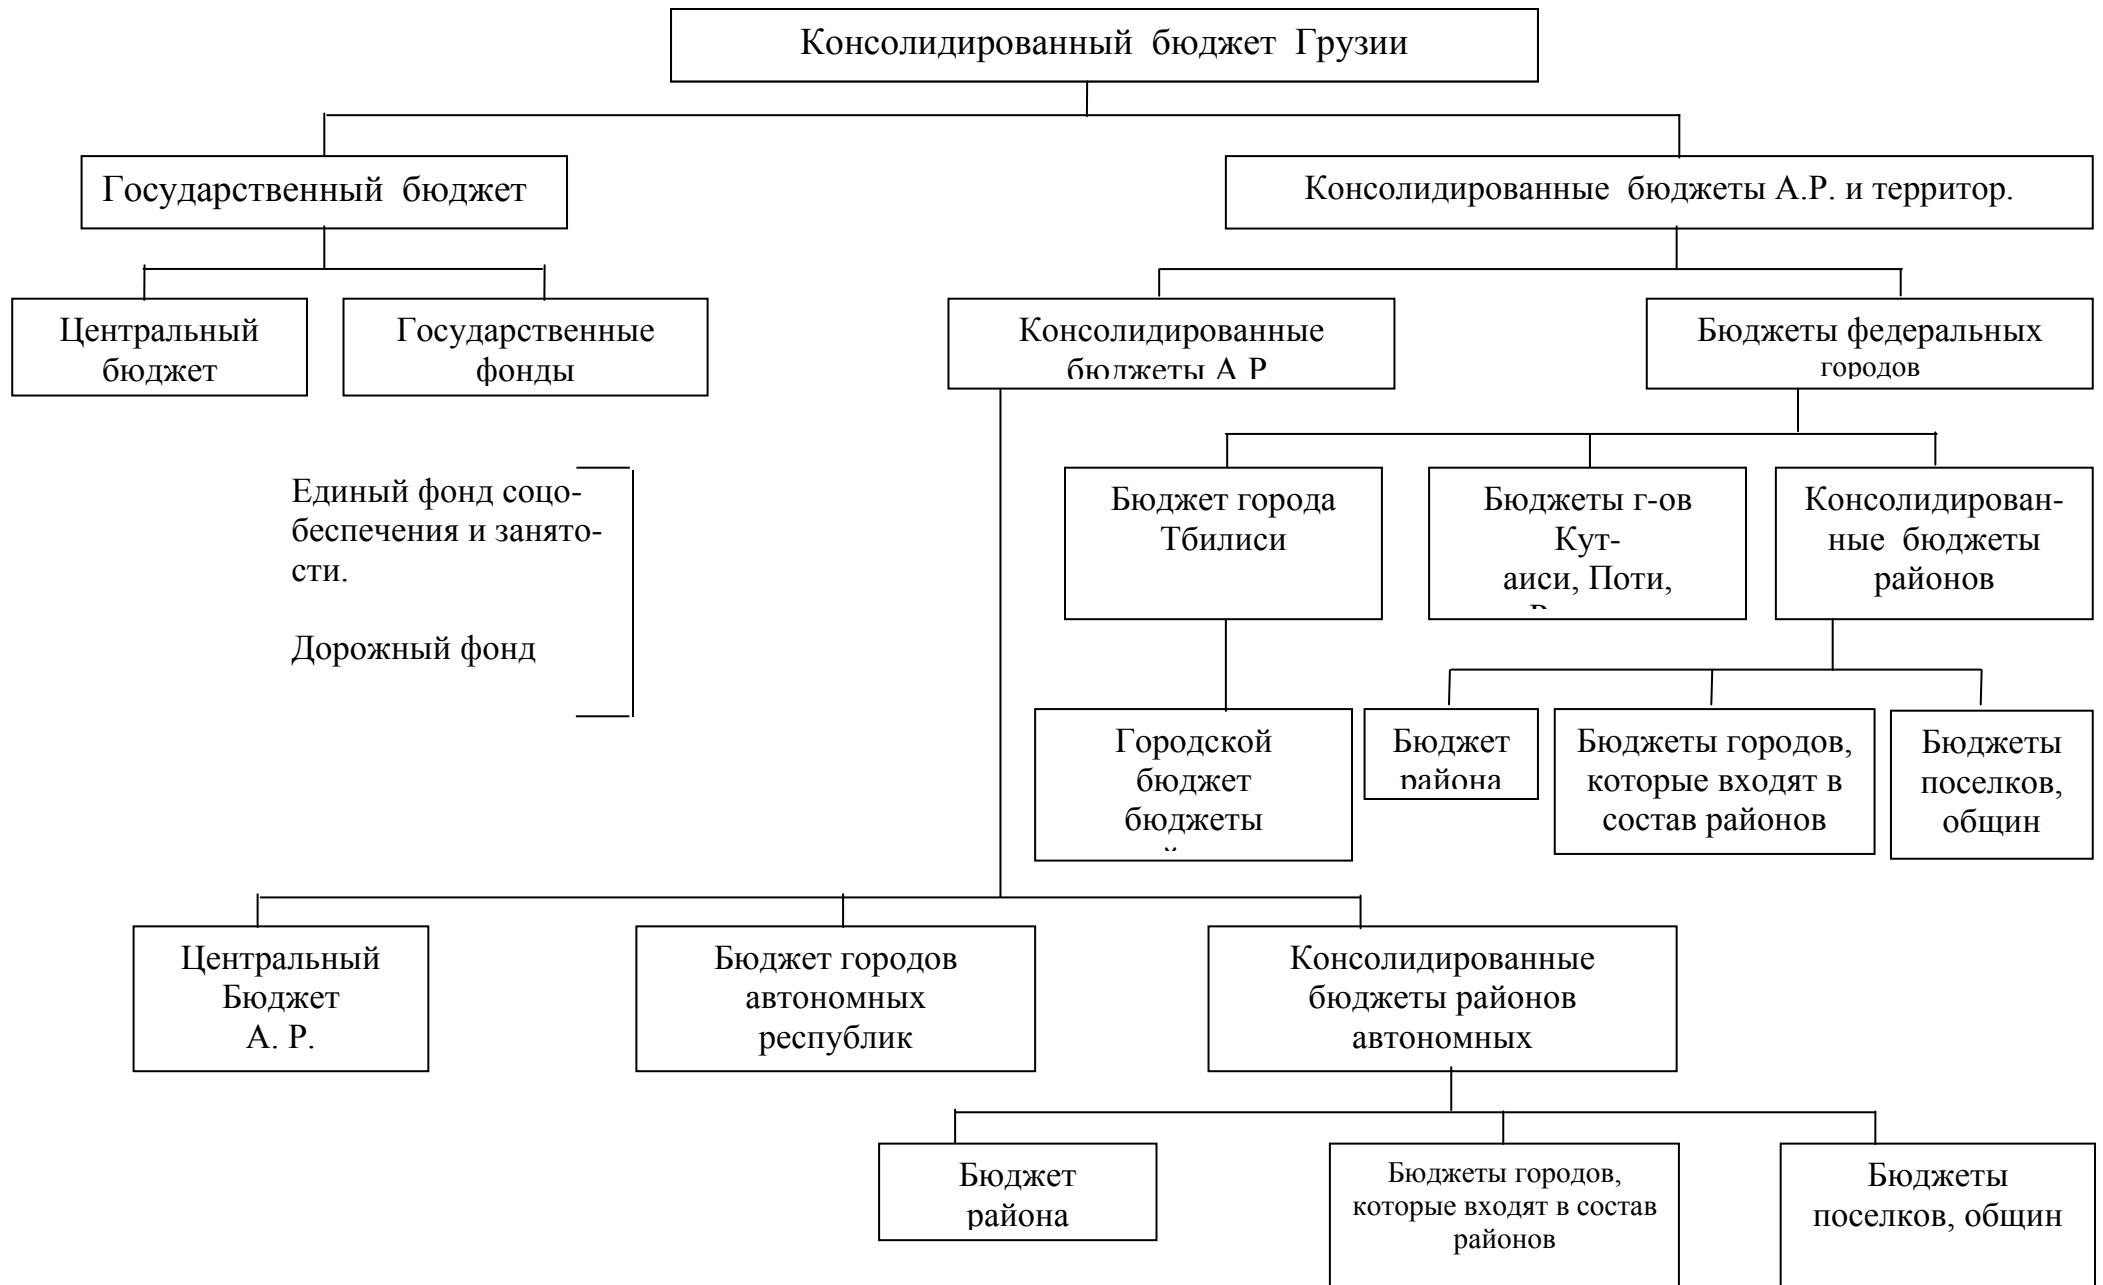 Консолидированный бюджет Грузии
Государственный бюджет
Консолидированные бюджеты А.Р. и территор.
Центральный
бюджет
Государственные
фонды
Консолидированные
бюджеты А.Р.
Бюджеты федеральных
городов
Единый фонд соцо-
беспечения и занято-
сти.
Дорожный фонд
Бюджет города
Тбилиси
Бюджеты г-ов
Кут-
аиси, Поти,
Консолидирован-
ные бюджеты
районов
Городской
бюджет
бюджеты
Бюджет
района
Бюджеты городов,
которые входят в
состав районов
Бюджеты
поселков,
общин
Центральный
Бюджет
А. Р.
Бюджет городов
автономных
республик
Консолидированные
бюджеты районов
автономных
Бюджет
района
Бюджеты городов,
которые входят в состав
районов
Бюджеты
поселков, общин